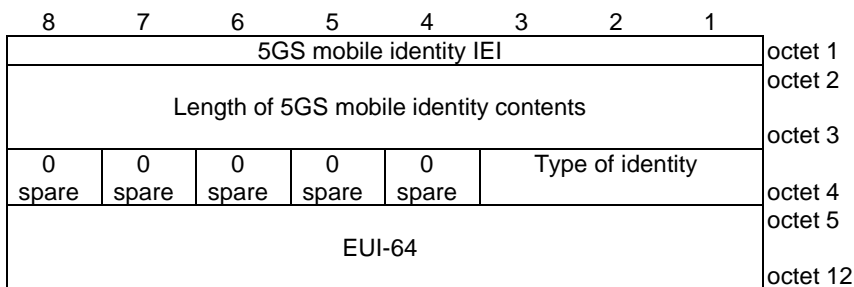 8 7 6 5 4 3 2 1
5GS mobile identity IEI octet 1
octet 2
Length of 5GS mobile identity contents
octet 3
0 0 0 0 0 Type of identity
spare spare spare spare spare octet 4
octet 5
EUI-64
octet 12